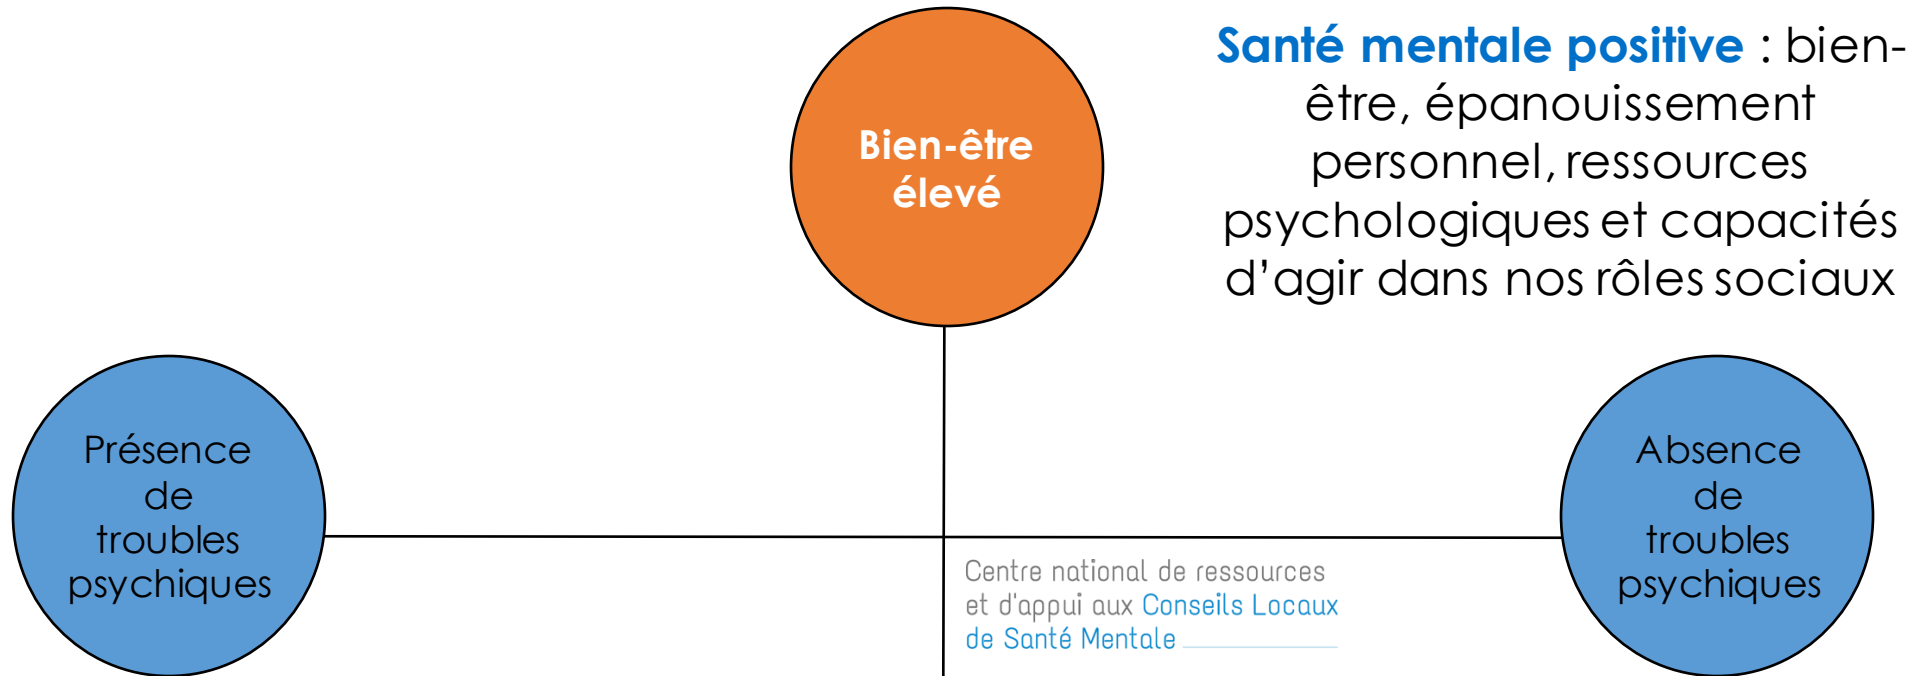 Santé mentale positive : bien-
être, épanouissement
personnel, ressources
psychologiques et capacités
d’agir dans nos rôles sociaux
Bien-être
élevé
Présence
de
troubles
psychiques
Absence
de
troubles
psychiques
Centre national de ressources
et d'appui aux Conseils Locaux
de Santé Mentale